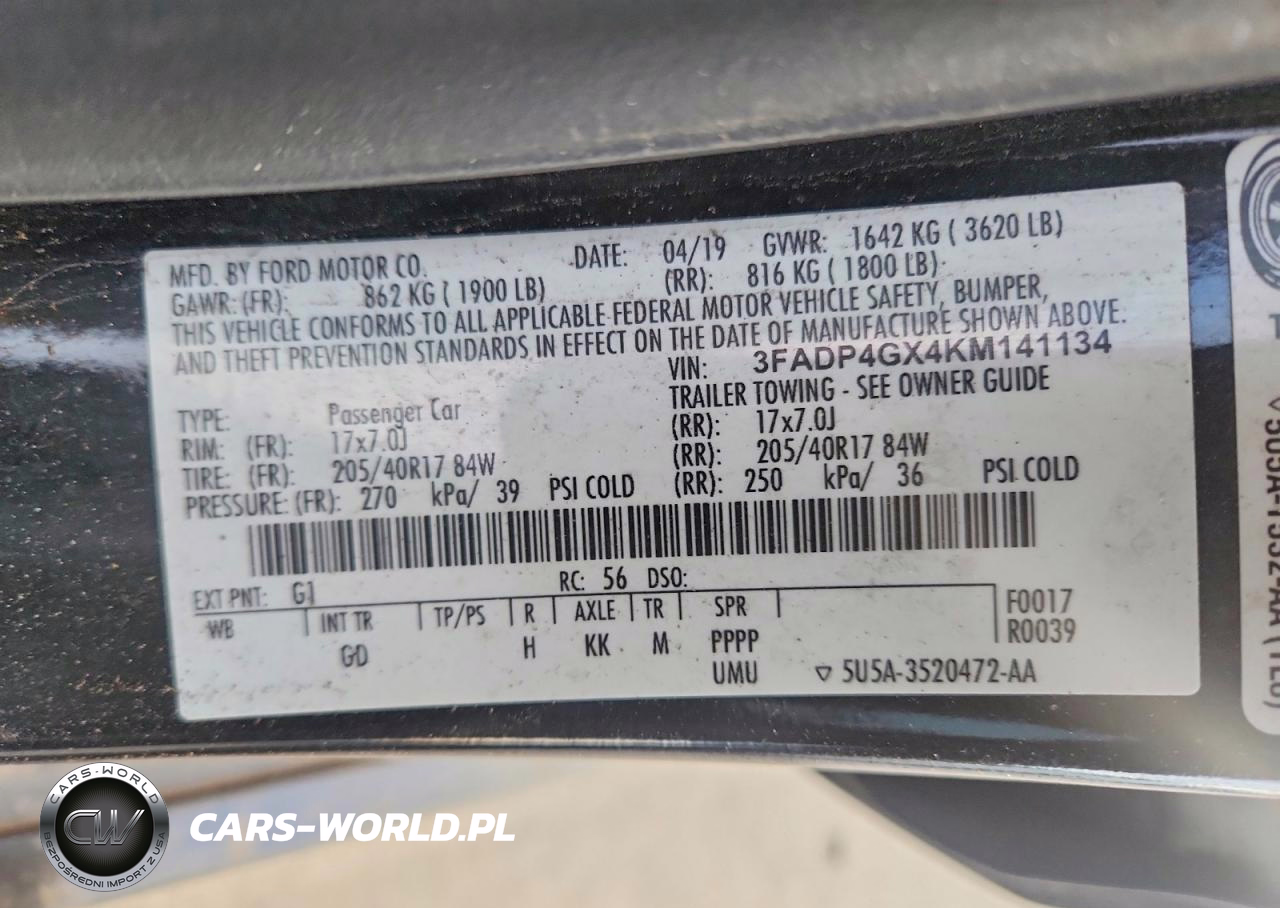 MFD. BY FORD MOTOR CO. DATE: 04/19 GVWR: 1642 KG ( 3620 LB)
GAWR: (FR): 862 KG ( 1900 LB) (RR): 816 KG ( 1800 LB)
THIS VEHICLE CONFORMS TO ALL APPLICABLE FEDERAL MOTOR VEHICLE SAFETY, BUMPER,
AND THEFT PREVENTION STANDARDS IN EFFECT ON THE DATE OF MANUFACTURE SHOWN ABOVE.
VIN: 3FADP4GX4KM141134
TRAILER TOWING - SEE OWNER GUIDE
TYPE: Passenger Car
RIM: (FR): 17x7.0J (RR): 17x7.0J
TIRE: (FR): 205/40R17 84W (RR): 205/40R17 84W
PRESSURE: (FR): 270 kPa/ 39 PSI COLD (RR): 250 kPa/ 36 PSI COLD
EXT PNT: G1 RC: 56 DSO:
WB INT TR TP/PS R AXLE TR SPR F0017
GD H KK M PPPP R0039
UMU ▽ 5U5A-3520472-AA
CARS-WORLD
CW
BEZPOŚREDNI IMPORT Z USA
CARS-WORLD.PL